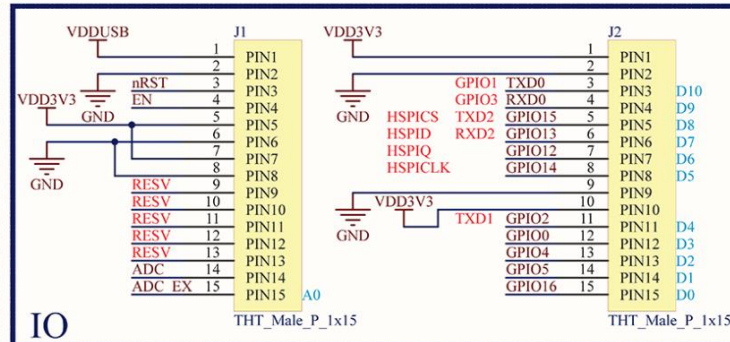 J1
VDDUSB
1 PIN1
2 PIN2
nRST 3 PIN3
EN 4 PIN4
VDD3V3
GND
5 PIN5
6 PIN6
7 PIN7
8 PIN8
GND
RESV 9 PIN9
RESV 10 PIN10
RESV 11 PIN11
RESV 12 PIN12
RESV 13 PIN13
ADC 14 PIN14
ADC EX 15 PIN15 A0
THT_Male_P_1x15
IO
J2
VDD3V3
1 PIN1
2 PIN2
GND
GPIO1 TXD0 3 PIN3 D10
GPIO3 RXD0 4 PIN4 D9
HSPICS TXD2 GPIO15 5 PIN5 D8
HSPID RXD2 GPIO13 6 PIN6 D7
HSPIQ GPIO12 7 PIN7 D6
HSPICLK GPIO14 8 PIN8 D5
9 PIN9
VDD3V3 10 PIN10
GND
TXD1 GPIO2 11 PIN11 D4
GPIO0 12 PIN12 D3
GPIO4 13 PIN13 D2
GPIO5 14 PIN14 D1
GPIO16 15 PIN15 D0
THT_Male_P_1x15